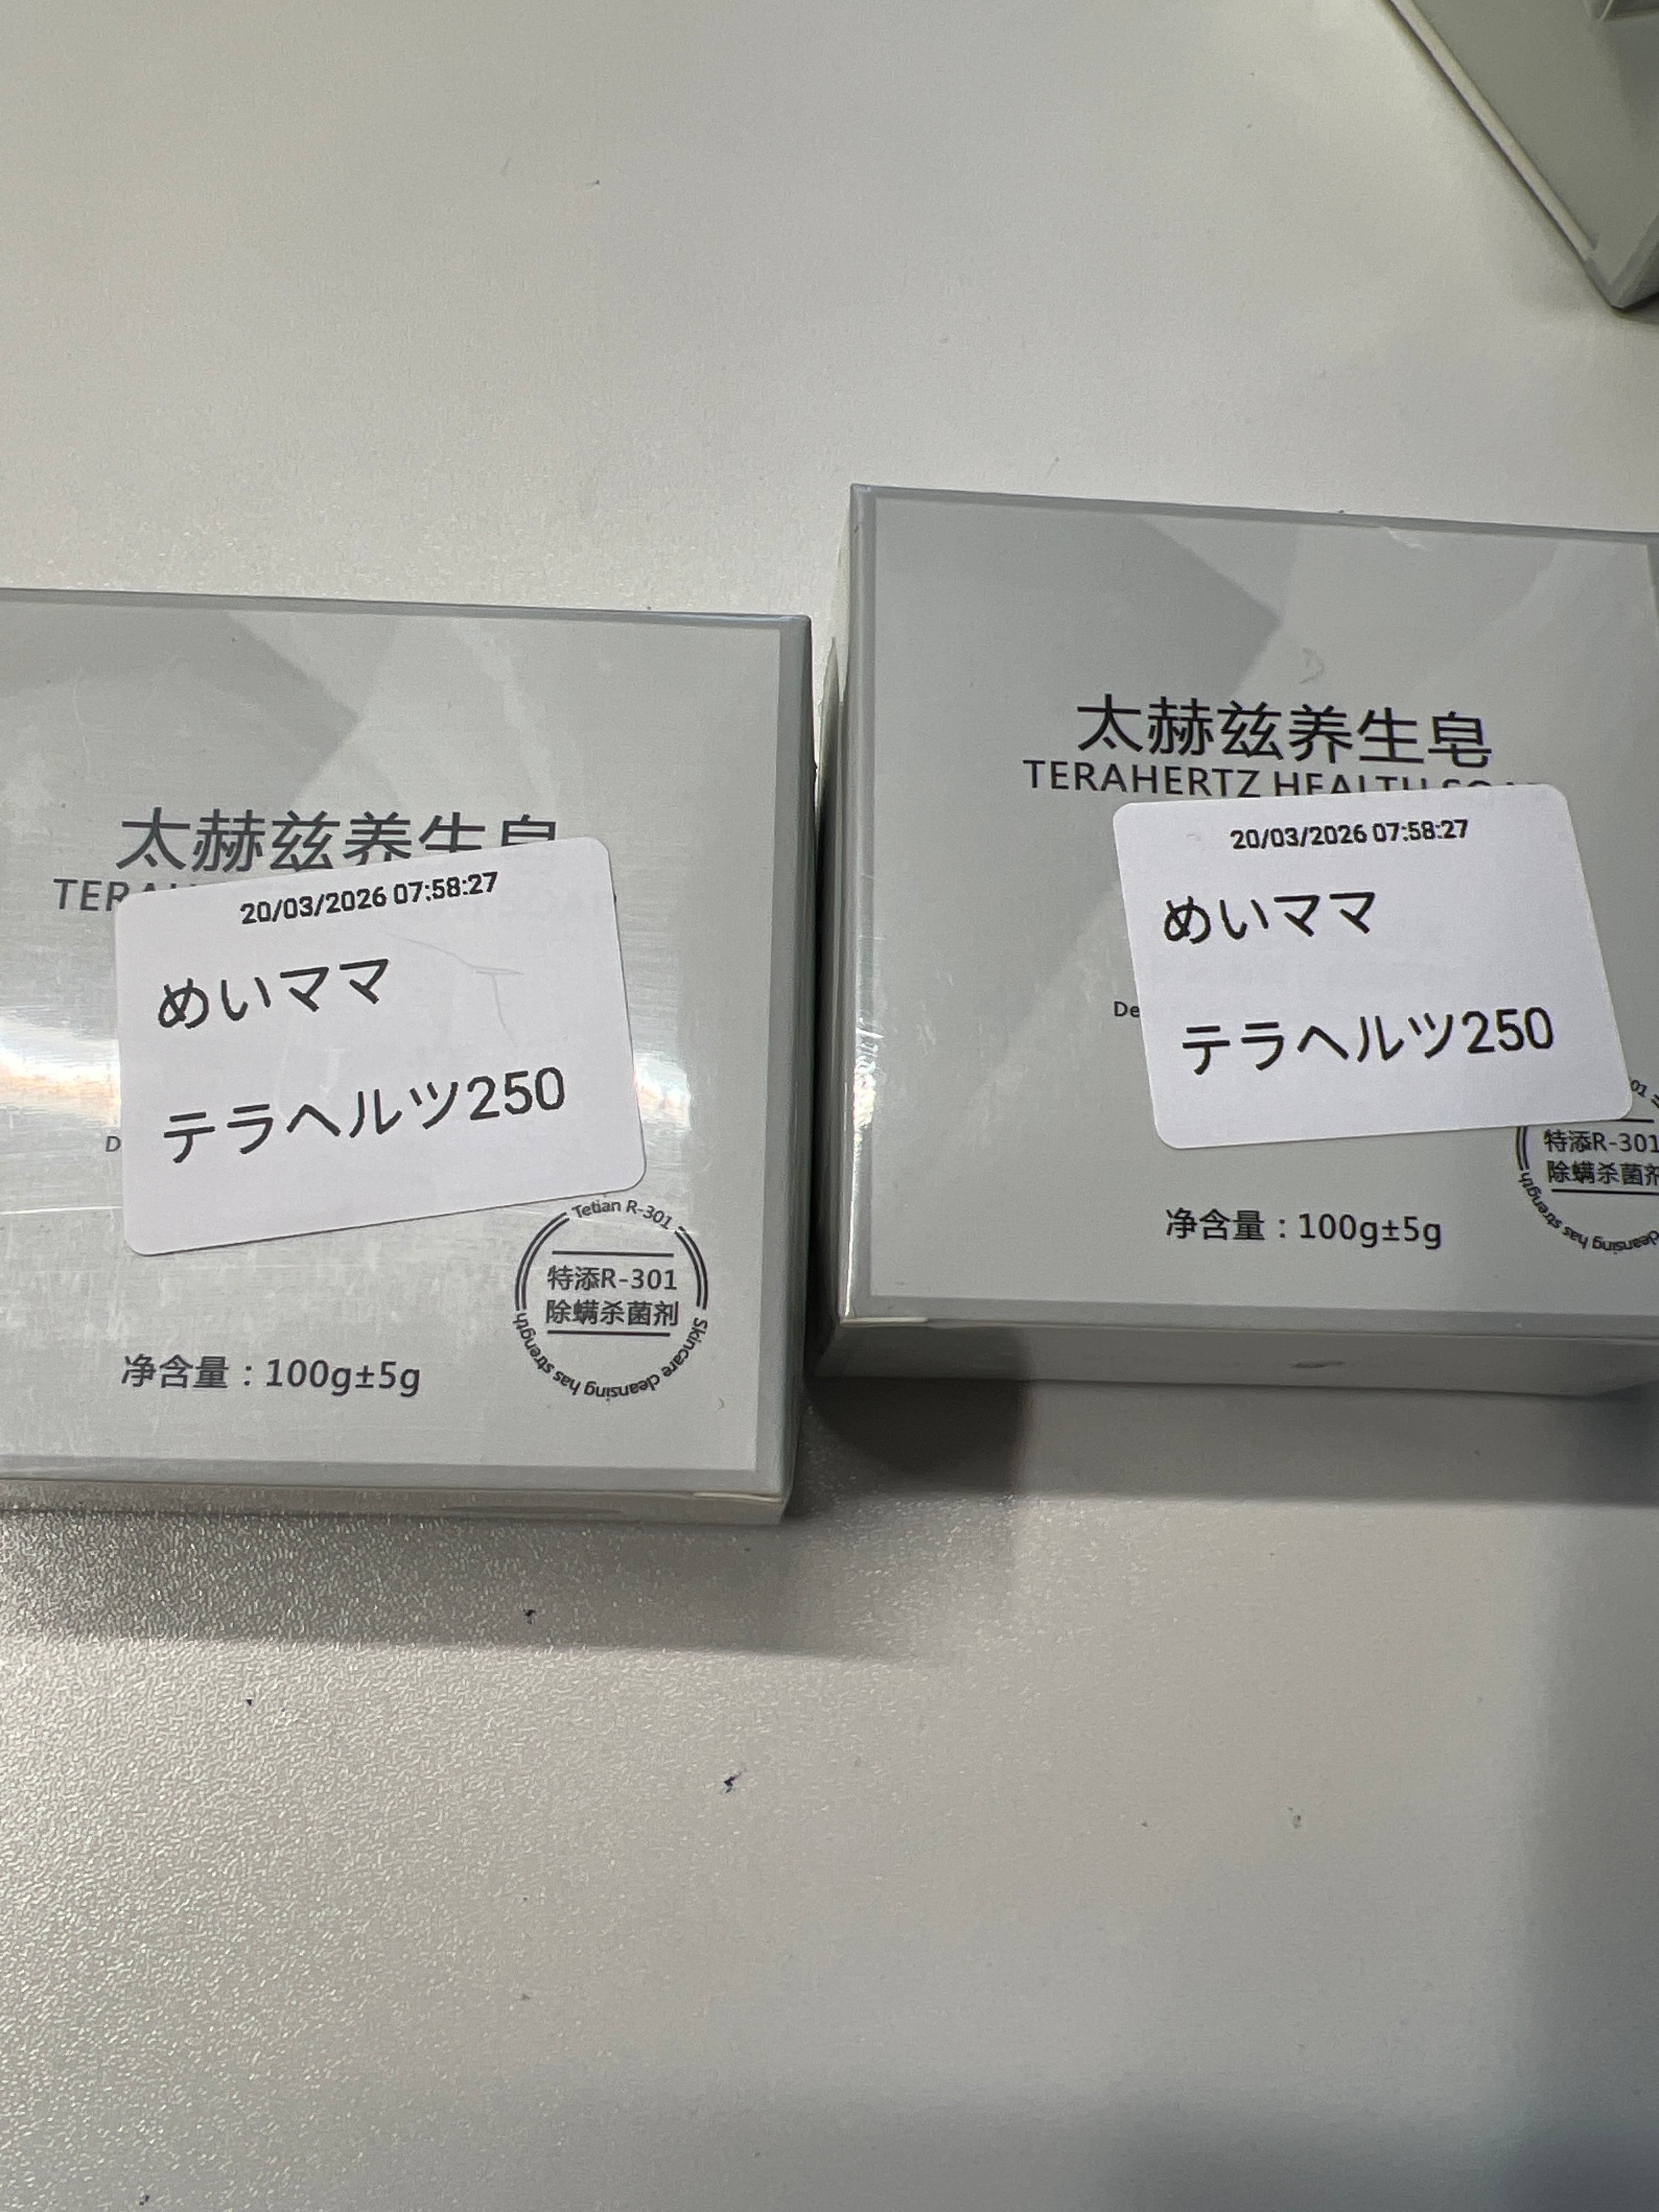 太赫兹养生皂
20/03/2026 07:58:27
めいママ
テラヘルツ250
Tetian R-301
特添R-301
除螨杀菌剂
Skincare cleansing has strength
净含量：100g±5g
太赫兹养生皂
TERAHERTZ HEALTH
20/03/2026 07:58:27
めいママ
テラヘルツ250
特添R-301
除螨杀菌剂
cleansing has strength
净含量：100g±5g